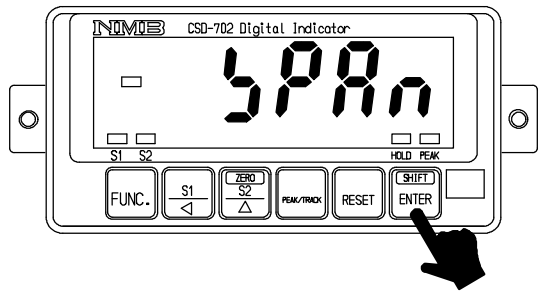 NMB CSD-702 Digital Indicator
SPAn
S1 S2 HOLD PEAK
FUNC.
S1
ZERO
S2
PEAK/TRACK
RESET
SHIFT
ENTER